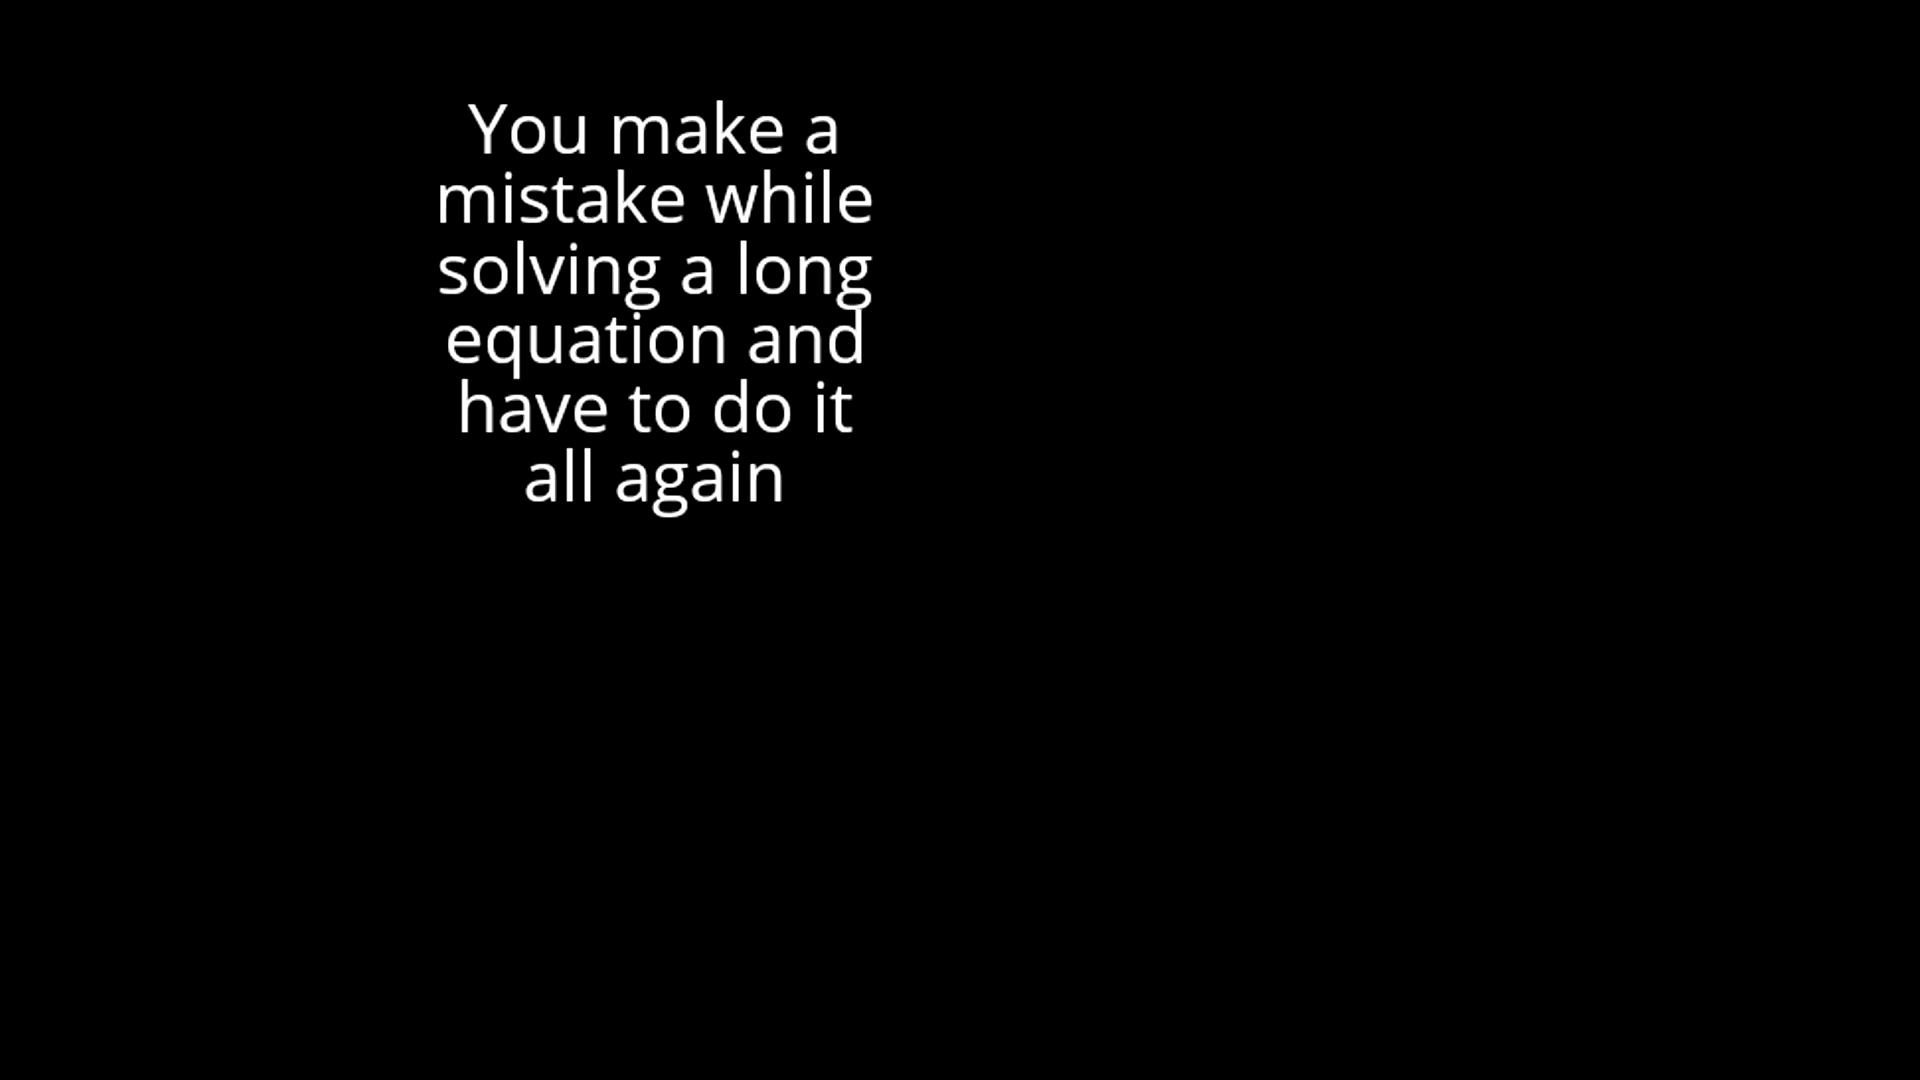 You make a
mistake while
solving a long
equation and
have to do it
all again